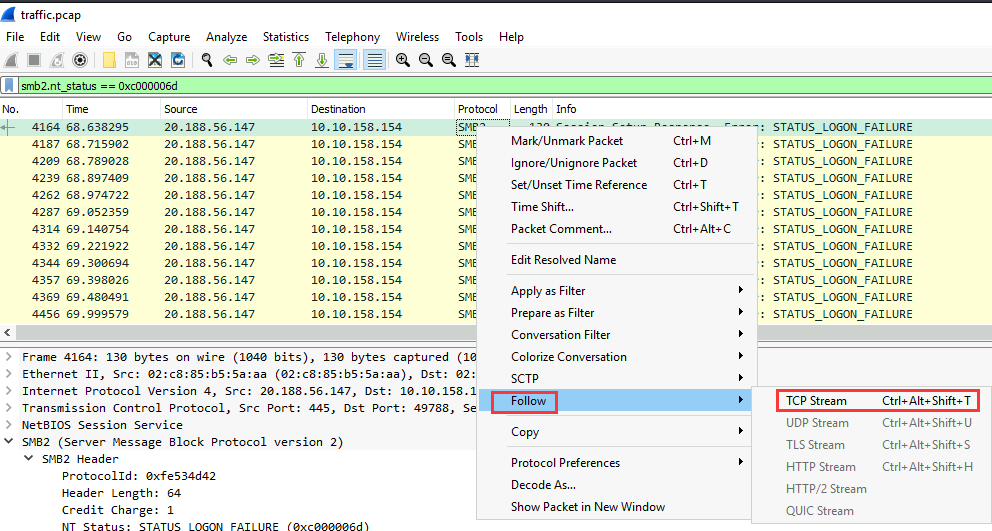 traffic.pcap
File Edit View Go Capture Analyze Statistics Telephony Wireless Tools Help
smb2.nt_status == 0xc000006d
No. Time Source Destination Protocol Length Info
4164 68.638295 20.188.56.147 10.10.158.154 SMB2 130 Session Setup Response, Error: STATUS_LOGON_FAILURE
4187 68.715902 20.188.56.147 10.10.158.154 SMB : STATUS_LOGON_FAILURE
4209 68.789028 20.188.56.147 10.10.158.154 SMB : STATUS_LOGON_FAILURE
4239 68.897409 20.188.56.147 10.10.158.154 SMB : STATUS_LOGON_FAILURE
4262 68.974722 20.188.56.147 10.10.158.154 SMB : STATUS_LOGON_FAILURE
4287 69.052359 20.188.56.147 10.10.158.154 SMB : STATUS_LOGON_FAILURE
4314 69.140754 20.188.56.147 10.10.158.154 SMB : STATUS_LOGON_FAILURE
4332 69.221922 20.188.56.147 10.10.158.154 SMB : STATUS_LOGON_FAILURE
4344 69.300694 20.188.56.147 10.10.158.154 SMB : STATUS_LOGON_FAILURE
4357 69.398026 20.188.56.147 10.10.158.154 SMB : STATUS_LOGON_FAILURE
4369 69.480491 20.188.56.147 10.10.158.154 SMB : STATUS_LOGON_FAILURE
4456 69.999579 20.188.56.147 10.10.158.154 SMB : STATUS_LOGON_FAILURE
Mark/Unmark Packet Ctrl+M
Ignore/Unignore Packet Ctrl+D
Set/Unset Time Reference Ctrl+T
Time Shift... Ctrl+Shift+T
Packet Comment... Ctrl+Alt+C
Edit Resolved Name
Apply as Filter
Prepare as Filter
Conversation Filter
Colorize Conversation
SCTP
Follow
Copy
Protocol Preferences
Decode As...
Show Packet in New Window
TCP Stream Ctrl+Alt+Shift+T
UDP Stream Ctrl+Alt+Shift+U
TLS Stream Ctrl+Alt+Shift+S
HTTP Stream Ctrl+Alt+Shift+H
HTTP/2 Stream
QUIC Stream
Frame 4164: 130 bytes on wire (1040 bits), 130 bytes captured (10
Ethernet II, Src: 02:c8:85:b5:5a:aa (02:c8:85:b5:5a:aa), Dst: 02:
Internet Protocol Version 4, Src: 20.188.56.147, Dst: 10.10.158.1
Transmission Control Protocol, Src Port: 445, Dst Port: 49788, Se
NetBIOS Session Service
SMB2 (Server Message Block Protocol version 2)
SMB2 Header
ProtocolId: 0xfe534d42
Header Length: 64
Credit Charge: 1
NT Status: STATUS_LOGON_FAILURE (0xc000006d)